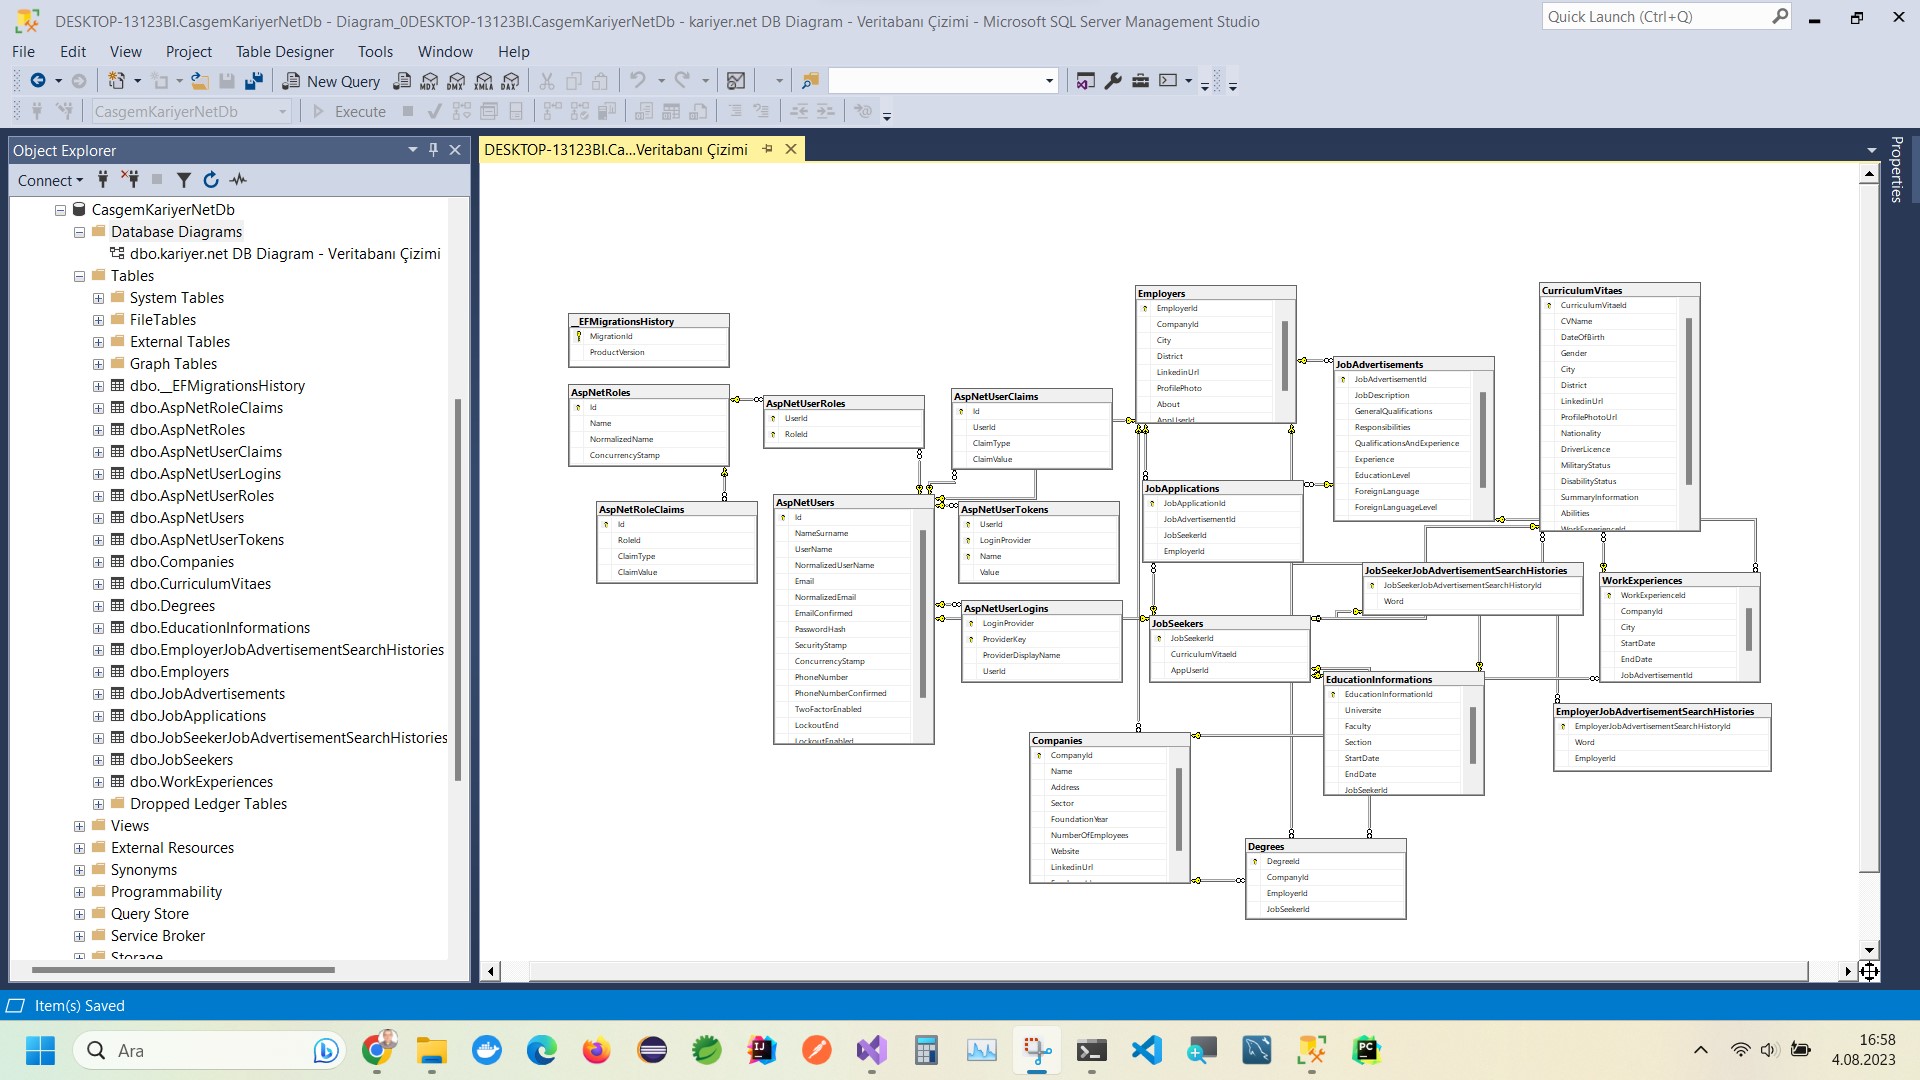 DESKTOP-13123BI.CasgemKariyerNetDb - Diagram_0DESKTOP-13123BI.CasgemKariyerNetDb - kariyer.net DB Diagram - Veritabanı Çizimi - Microsoft SQL Server Management Studio
Quick Launch (Ctrl+Q)
File Edit View Project Table Designer Tools Window Help
New Query
MDX DMX XMLA DAX
CasgemKariyerNetDb
Execute
Object Explorer
Connect
CasgemKariyerNetDb
Database Diagrams
dbo.kariyer.net DB Diagram - Veritabanı Çizimi
Tables
System Tables
FileTables
External Tables
Graph Tables
dbo.__EFMigrationsHistory
dbo.AspNetRoleClaims
dbo.AspNetRoles
dbo.AspNetUserClaims
dbo.AspNetUserLogins
dbo.AspNetUserRoles
dbo.AspNetUsers
dbo.AspNetUserTokens
dbo.Companies
dbo.CurriculumVitaes
dbo.Degrees
dbo.EducationInformations
dbo.EmployerJobAdvertisementSearchHistories
dbo.Employers
dbo.JobAdvertisements
dbo.JobApplications
dbo.JobSeekerJobAdvertisementSearchHistories
dbo.JobSeekers
dbo.WorkExperiences
Dropped Ledger Tables
Views
External Resources
Synonyms
Programmability
Query Store
Service Broker
Storage
DESKTOP-13123BI.Ca...Veritabanı Çizimi
Properties
__EFMigrationsHistory
MigrationId
ProductVersion
AspNetRoles
Id
Name
NormalizedName
ConcurrencyStamp
AspNetUserRoles
UserId
RoleId
AspNetUserClaims
Id
UserId
ClaimType
ClaimValue
AspNetRoleClaims
Id
RoleId
ClaimType
ClaimValue
AspNetUsers
Id
NameSurname
UserName
NormalizedUserName
Email
NormalizedEmail
EmailConfirmed
PasswordHash
SecurityStamp
ConcurrencyStamp
PhoneNumber
PhoneNumberConfirmed
TwoFactorEnabled
LockoutEnd
LockoutEnabled
AspNetUserTokens
UserId
LoginProvider
Name
Value
AspNetUserLogins
LoginProvider
ProviderKey
ProviderDisplayName
UserId
Employers
EmployerId
CompanyId
City
District
LinkedinUrl
ProfilePhoto
About
AppUserId
JobAdvertisements
JobAdvertisementId
JobDescription
GeneralQualifications
Responsibilities
QualificationsAndExperience
Experience
EducationLevel
ForeignLanguage
ForeignLanguageLevel
CurriculumVitaes
CurriculumVitaeId
CVName
DateOfBirth
Gender
City
District
LinkedinUrl
ProfilePhotoUrl
Nationality
DriverLicence
MilitaryStatus
DisabilityStatus
SummaryInformation
Abilities
WorkExperienceId
JobApplications
JobApplicationId
JobAdvertisementId
JobSeekerId
EmployerId
JobSeekerJobAdvertisementSearchHistories
JobSeekerJobAdvertisementSearchHistoryId
Word
WorkExperiences
WorkExperienceId
CompanyId
City
StartDate
EndDate
JobAdvertisementId
JobSeekers
JobSeekerId
CurriculumVitaeId
AppUserId
EducationInformations
EducationInformationId
Universite
Faculty
Section
StartDate
EndDate
JobSeekerId
EmployerJobAdvertisementSearchHistories
EmployerJobAdvertisementSearchHistoryId
Word
EmployerId
Companies
CompanyId
Name
Address
Sector
FoundationYear
NumberOfEmployees
Website
LinkedinUrl
Degrees
DegreeId
CompanyId
EmployerId
JobSeekerId
Item(s) Saved
Ara
IJ
PC
16:58
4.08.2023